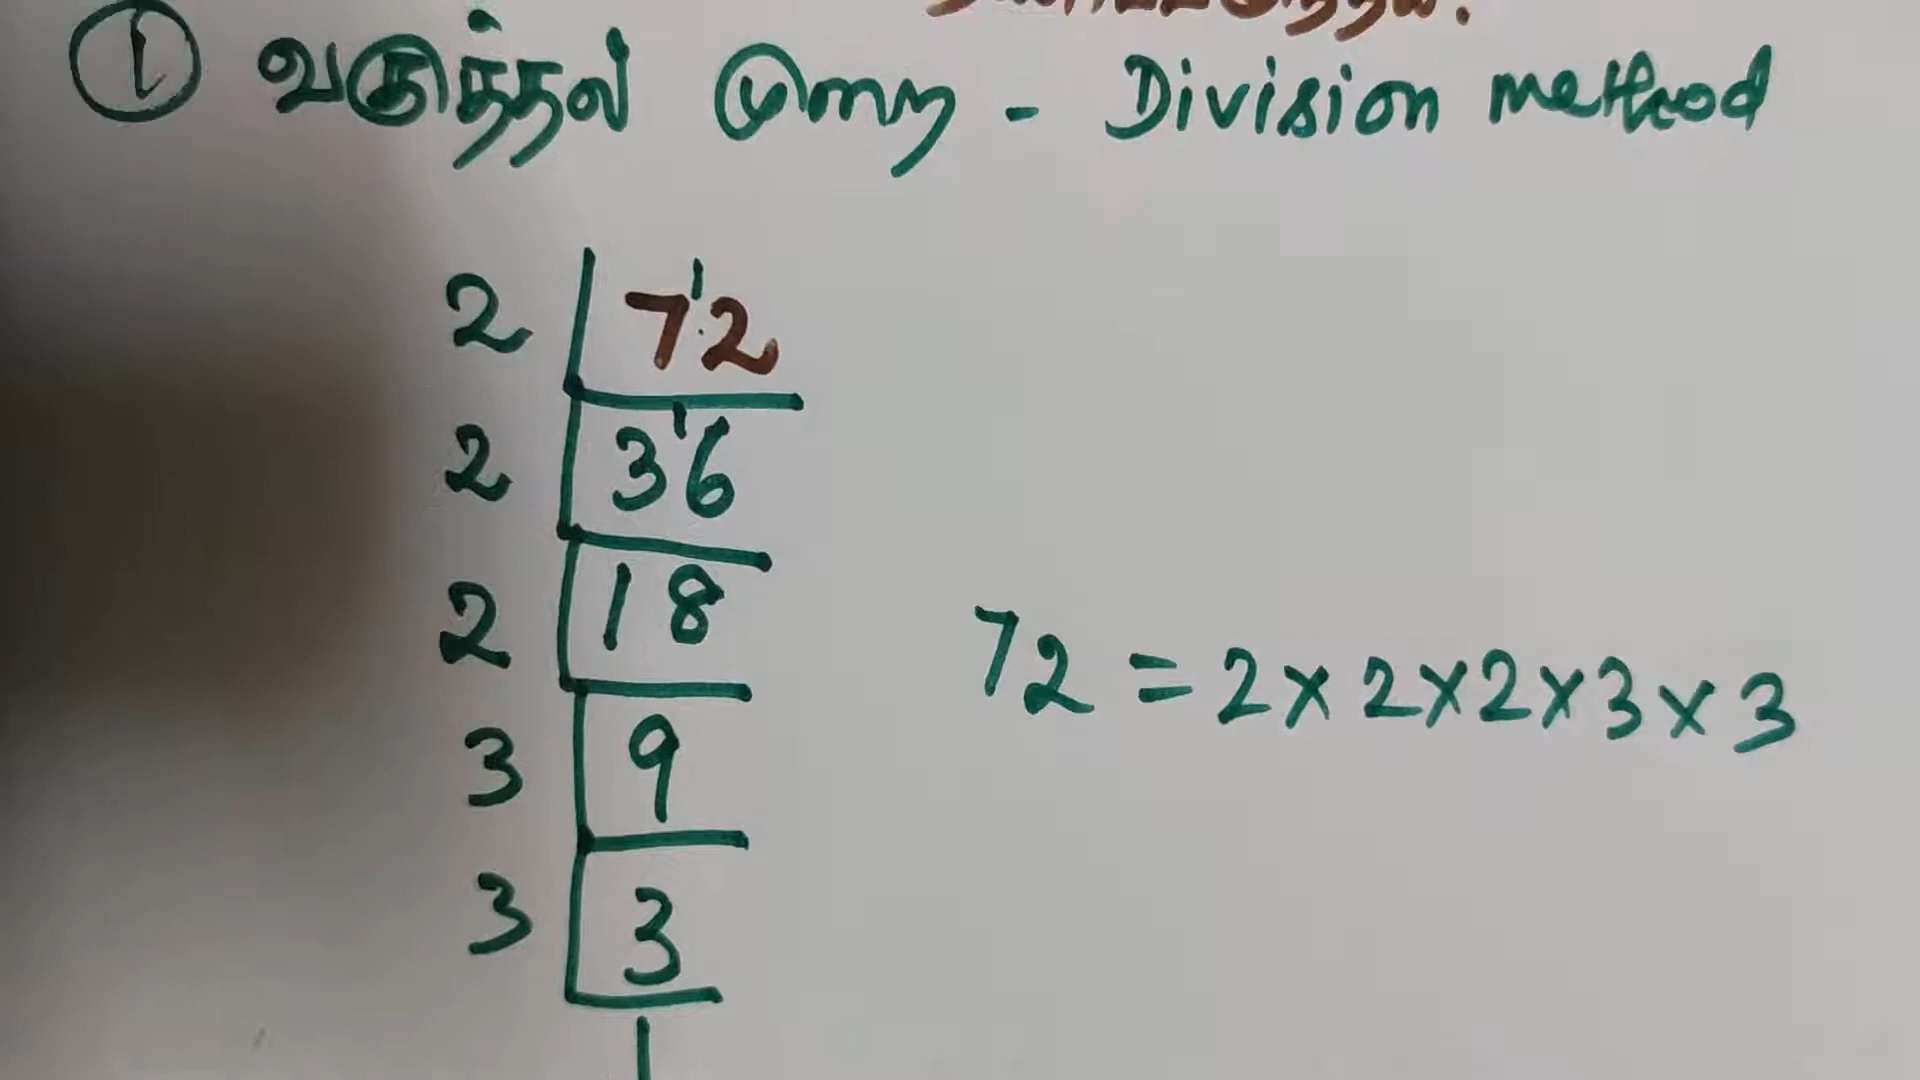 ① வகுத்தல் முறை - Division method
2 | 72
2 | 36
2 | 18
3 | 9
3 | 3
1
72 = 2 × 2 × 2 × 3 × 3